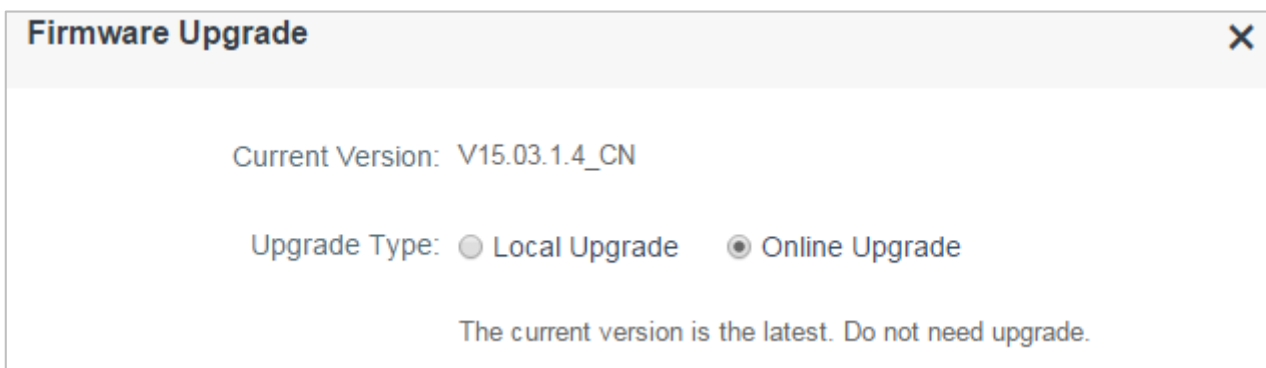 Firmware Upgrade
Current Version: V15.03.1.4_CN
Upgrade Type: Local Upgrade Online Upgrade
The current version is the latest. Do not need upgrade.